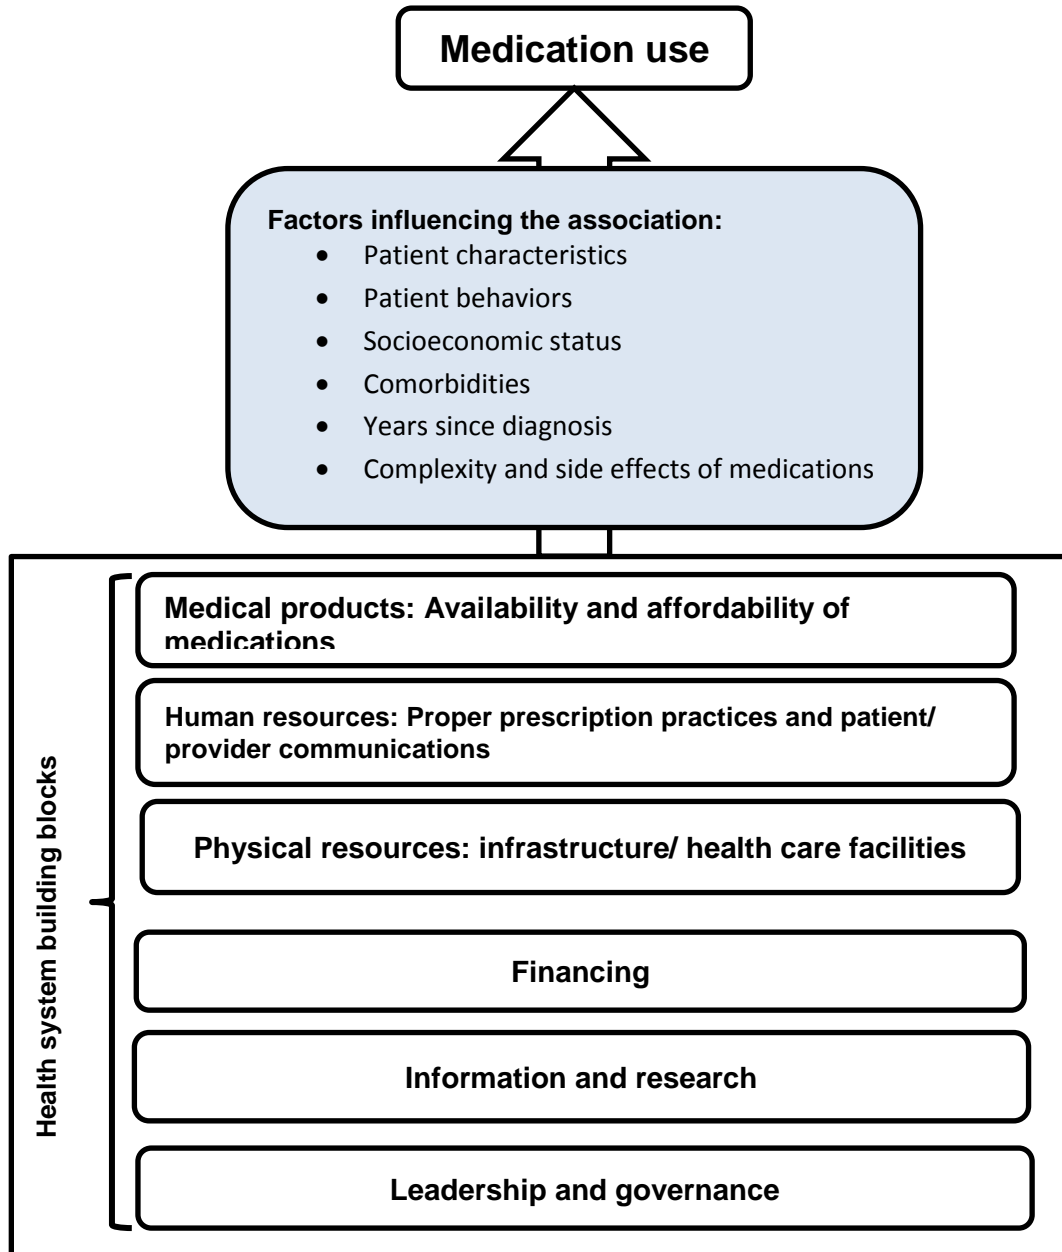 Medication use
Factors influencing the association:
• Patient characteristics
• Patient behaviors
• Socioeconomic status
• Comorbidities
• Years since diagnosis
• Complexity and side effects of medications
Health system building blocks
Medical products: Availability and affordability of
medications
Human resources: Proper prescription practices and patient/
provider communications
Physical resources: infrastructure/ health care facilities
Financing
Information and research
Leadership and governance